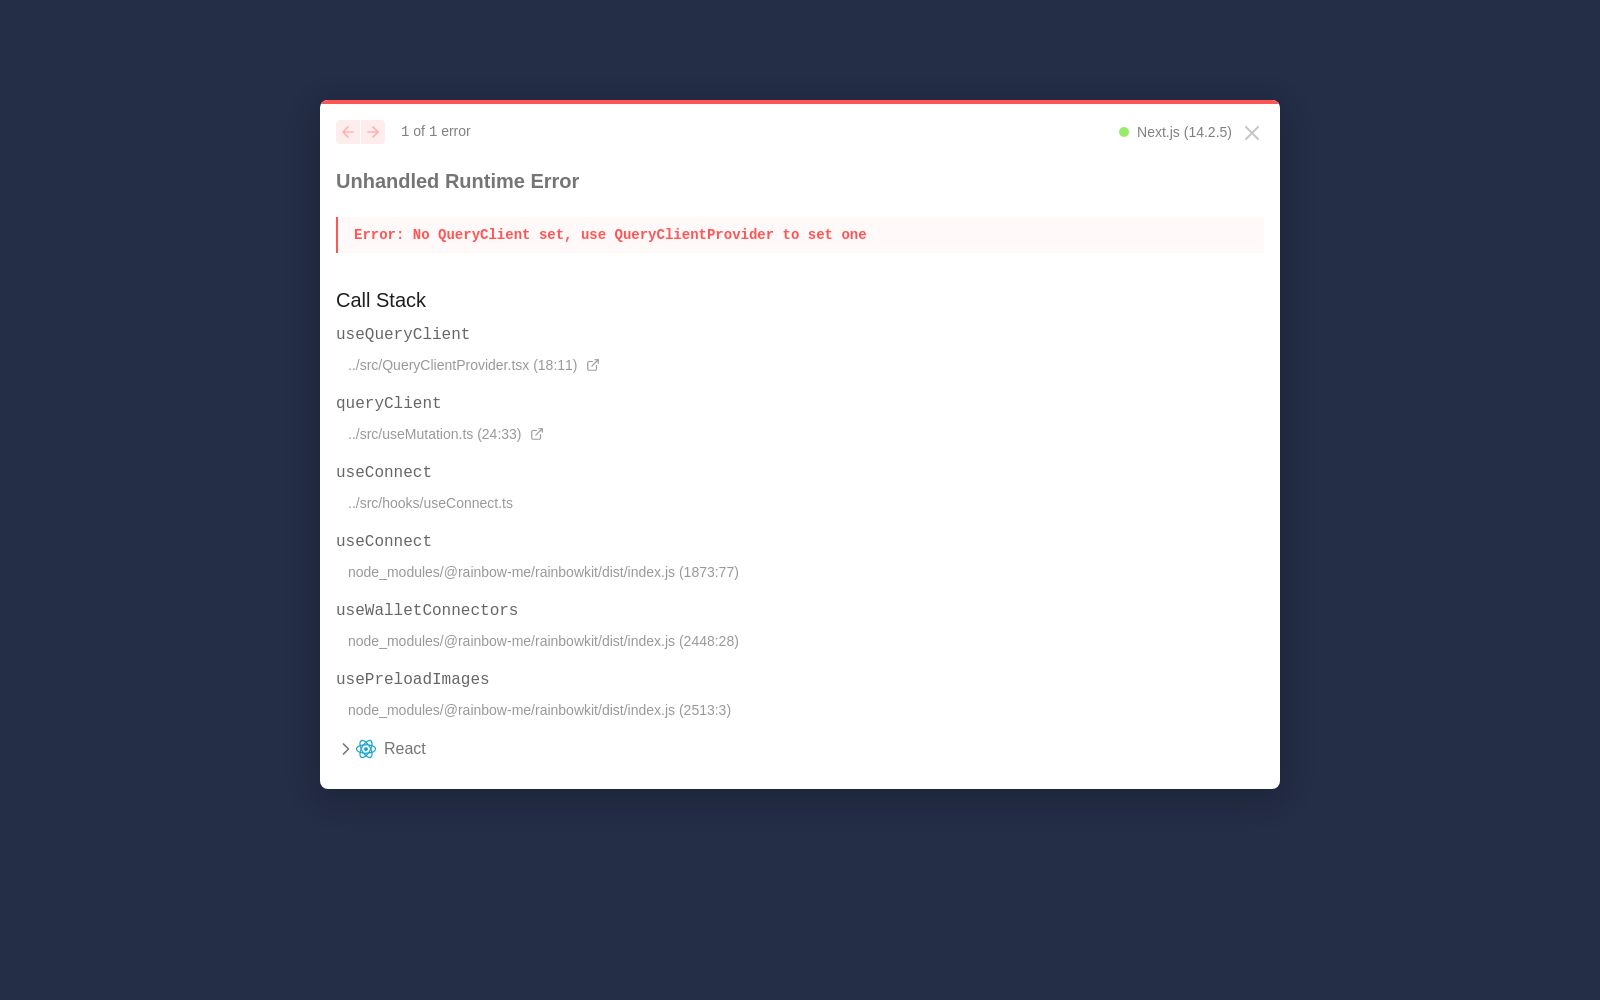 1 of 1 error
Next.js (14.2.5)
Unhandled Runtime Error
Error: No QueryClient set, use QueryClientProvider to set one
Call Stack
useQueryClient
../src/QueryClientProvider.tsx (18:11)
queryClient
../src/useMutation.ts (24:33)
useConnect
../src/hooks/useConnect.ts
useConnect
node_modules/@rainbow-me/rainbowkit/dist/index.js (1873:77)
useWalletConnectors
node_modules/@rainbow-me/rainbowkit/dist/index.js (2448:28)
usePreloadImages
node_modules/@rainbow-me/rainbowkit/dist/index.js (2513:3)
React